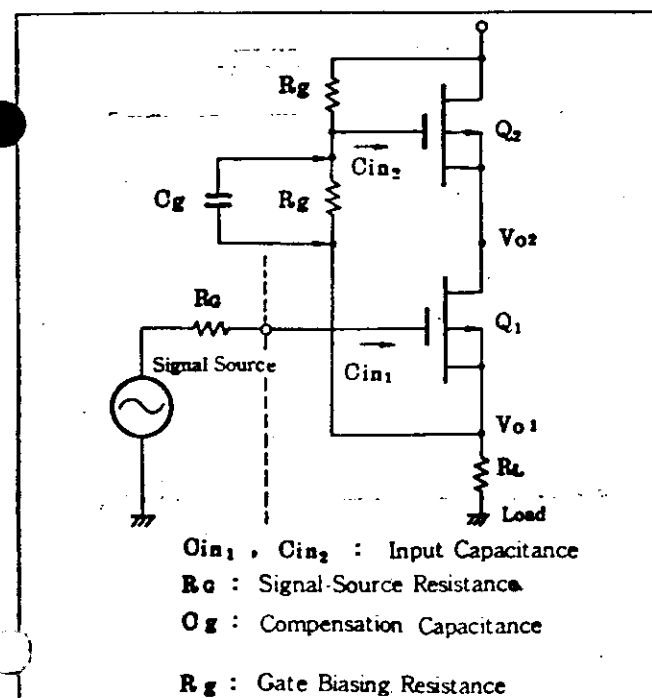 Rg
Q2
Cin2
Cg
Rg
VO2
RG
Q1
Signal Source
Cin1
VO1
RL
Load
Cin1 , Cin2 : Input Capacitance
RG : Signal-Source Resistance
Cg : Compensation Capacitance
Rg : Gate Biasing Resistance